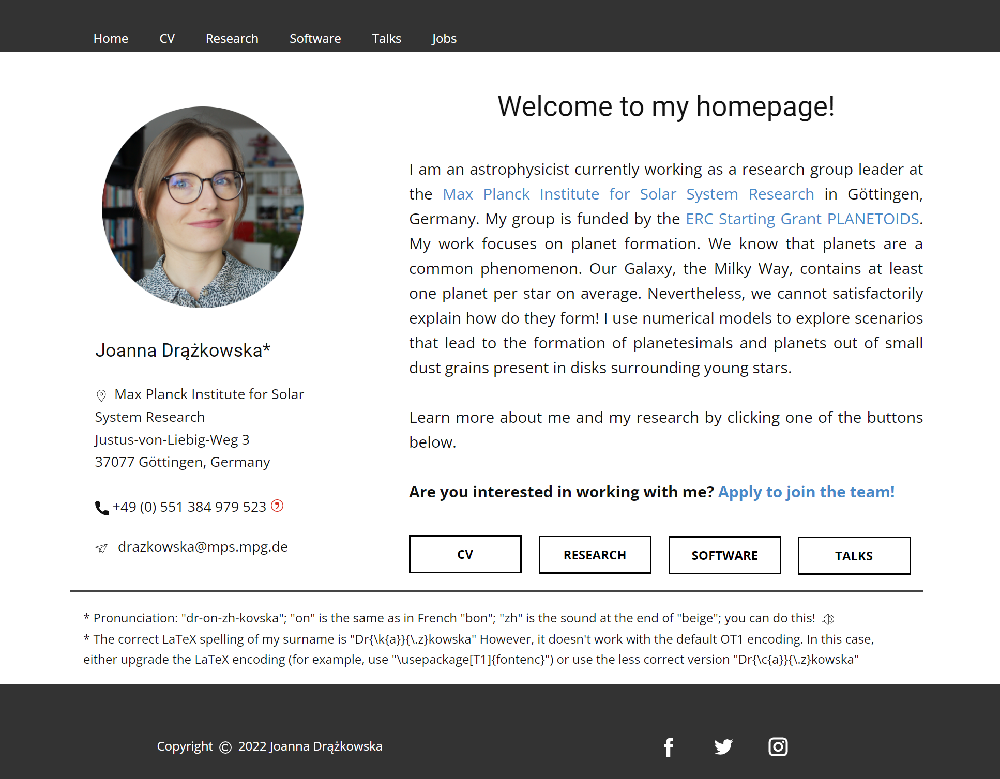 Home CV Research Software Talks Jobs
Welcome to my homepage!
I am an astrophysicist currently working as a research group leader at
the Max Planck Institute for Solar System Research in Göttingen,
Germany. My group is funded by the ERC Starting Grant PLANETOIDS.
My work focuses on planet formation. We know that planets are a
common phenomenon. Our Galaxy, the Milky Way, contains at least
one planet per star on average. Nevertheless, we cannot satisfactorily
explain how do they form! I use numerical models to explore scenarios
that lead to the formation of planetesimals and planets out of small
dust grains present in disks surrounding young stars.
Learn more about me and my research by clicking one of the buttons
below.
Are you interested in working with me? Apply to join the team!
CV RESEARCH SOFTWARE TALKS
Joanna Drążkowska*
Max Planck Institute for Solar
System Research
Justus-von-Liebig-Weg 3
37077 Göttingen, Germany
+49 (0) 551 384 979 523
drazkowska@mps.mpg.de
* Pronunciation: "dr-on-zh-kovska"; "on" is the same as in French "bon"; "zh" is the sound at the end of "beige"; you can do this!
* The correct LaTeX spelling of my surname is "Dr{\k{a}}{\.z}kowska" However, it doesn't work with the default OT1 encoding. In this case,
either upgrade the LaTeX encoding (for example, use "\usepackage[T1]{fontenc}") or use the less correct version "Dr{\c{a}}{\.z}kowska"
Copyright © 2022 Joanna Drążkowska